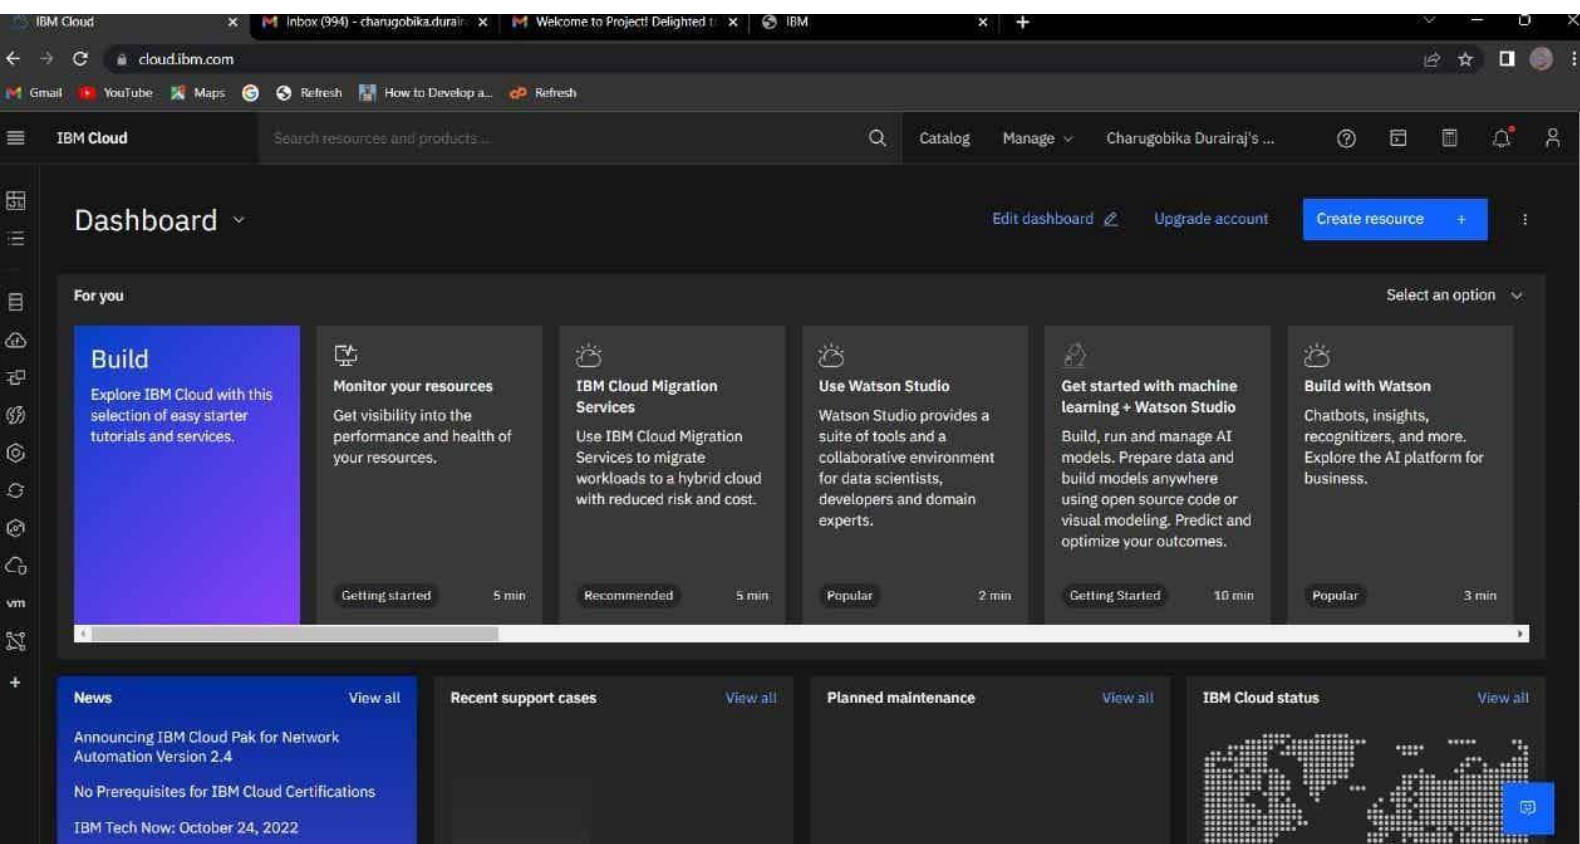 IBM Cloud
Inbox (994) - charugobika.durair
Welcome to Project! Delighted t
IBM
cloud.ibm.com
Gmail
YouTube
Maps
Refresh
How to Develop a...
Refresh
IBM Cloud
Search resources and products...
Catalog
Manage
Charugobika Durairaj's ...
Dashboard
Edit dashboard
Upgrade account
Create resource +
For you
Select an option
Build
Explore IBM Cloud with this
selection of easy starter
tutorials and services.
Monitor your resources
Get visibility into the
performance and health of
your resources.
Getting started
5 min
IBM Cloud Migration
Services
Use IBM Cloud Migration
Services to migrate
workloads to a hybrid cloud
with reduced risk and cost.
Recommended
5 min
Use Watson Studio
Watson Studio provides a
suite of tools and a
collaborative environment
for data scientists,
developers and domain
experts.
Popular
2 min
Get started with machine
learning + Watson Studio
Build, run and manage AI
models. Prepare data and
build models anywhere
using open source code or
visual modeling. Predict and
optimize your outcomes.
Getting Started
10 min
Build with Watson
Chatbots, insights,
recognitizers, and more.
Explore the AI platform for
business.
Popular
3 min
vm
News
View all
Announcing IBM Cloud Pak for Network
Automation Version 2.4
No Prerequisites for IBM Cloud Certifications
IBM Tech Now: October 24, 2022
Recent support cases
View all
Planned maintenance
View all
IBM Cloud status
View all